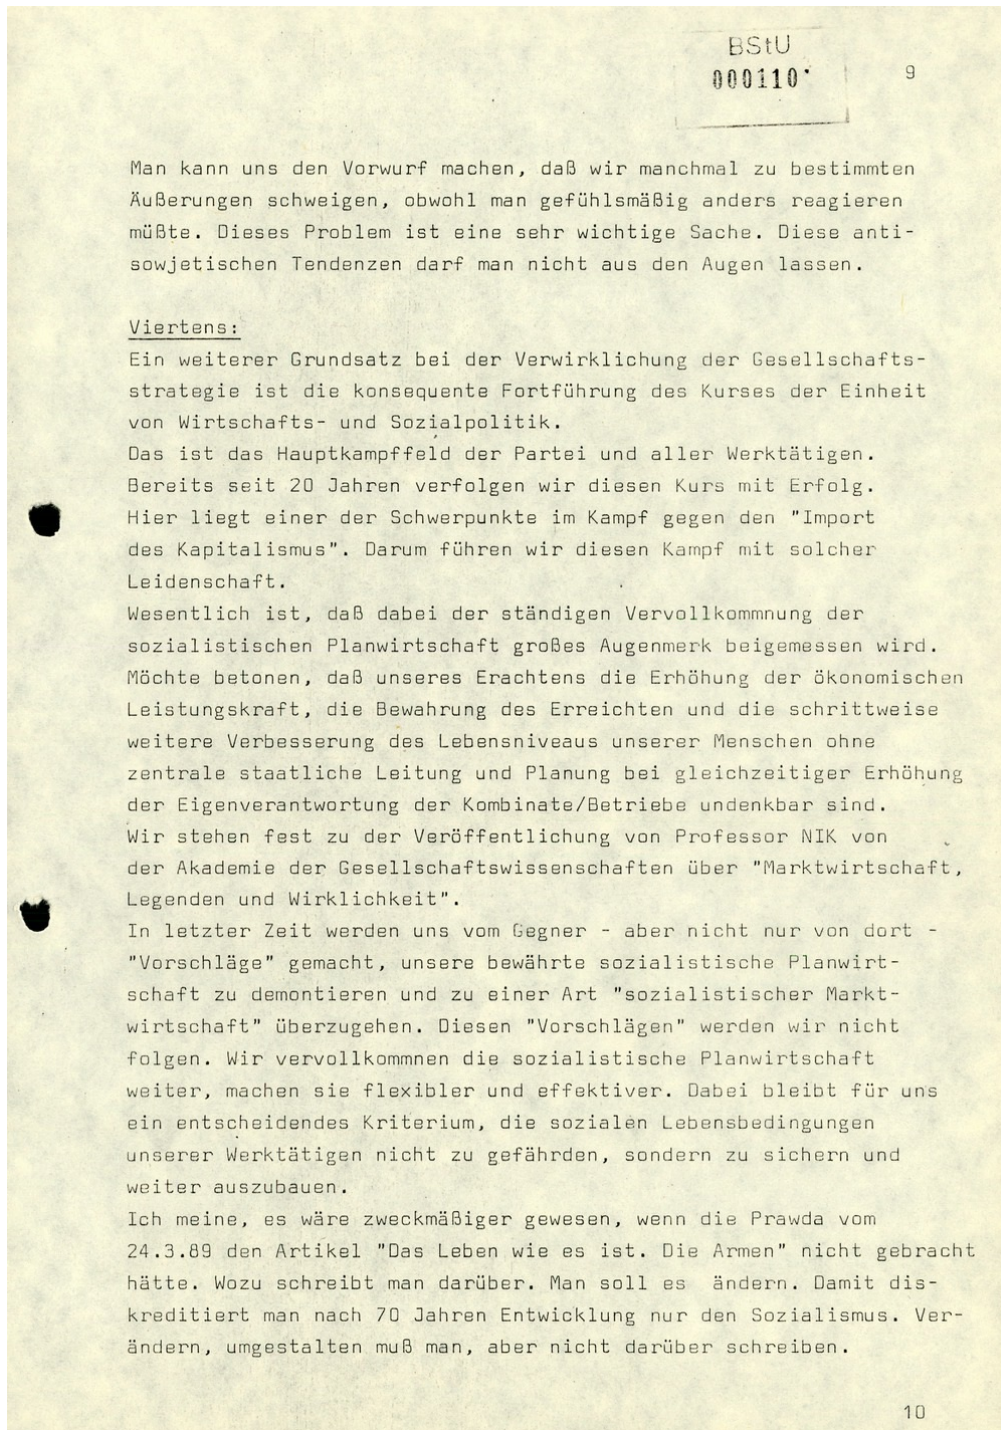 BStU
000110
9
Man kann uns den Vorwurf machen, daß wir manchmal zu bestimmten
Äußerungen schweigen, obwohl man gefühlsmäßig anders reagieren
müßte. Dieses Problem ist eine sehr wichtige Sache. Diese anti-
sowjetischen Tendenzen darf man nicht aus den Augen lassen.
Viertens:
Ein weiterer Grundsatz bei der Verwirklichung der Gesellschafts-
strategie ist die konsequente Fortführung des Kurses der Einheit
von Wirtschafts- und Sozialpolitik.
Das ist das Hauptkampffeld der Partei und aller Werktätigen.
Bereits seit 20 Jahren verfolgen wir diesen Kurs mit Erfolg.
Hier liegt einer der Schwerpunkte im Kampf gegen den "Import
des Kapitalismus". Darum führen wir diesen Kampf mit solcher
Leidenschaft.
Wesentlich ist, daß dabei der ständigen Vervollkommnung der
sozialistischen Planwirtschaft großes Augenmerk beigemessen wird.
Möchte betonen, daß unseres Erachtens die Erhöhung der ökonomischen
Leistungskraft, die Bewahrung des Erreichten und die schrittweise
weitere Verbesserung des Lebensniveaus unserer Menschen ohne
zentrale staatliche Leitung und Planung bei gleichzeitiger Erhöhung
der Eigenverantwortung der Kombinate/Betriebe undenkbar sind.
Wir stehen fest zu der Veröffentlichung von Professor NIK von
der Akademie der Gesellschaftswissenschaften über "Marktwirtschaft,
Legenden und Wirklichkeit".
In letzter Zeit werden uns vom Gegner - aber nicht nur von dort -
"Vorschläge" gemacht, unsere bewährte sozialistische Planwirt-
schaft zu demontieren und zu einer Art "sozialistischer Markt-
wirtschaft" überzugehen. Diesen "Vorschlägen" werden wir nicht
folgen. Wir vervollkommnen die sozialistische Planwirtschaft
weiter, machen sie flexibler und effektiver. Dabei bleibt für uns
ein entscheidendes Kriterium, die sozialen Lebensbedingungen
unserer Werktätigen nicht zu gefährden, sondern zu sichern und
weiter auszubauen.
Ich meine, es wäre zweckmäßiger gewesen, wenn die Prawda vom
24.3.89 den Artikel "Das Leben wie es ist. Die Armen" nicht gebracht
hätte. Wozu schreibt man darüber. Man soll es ändern. Damit dis-
kreditiert man nach 70 Jahren Entwicklung nur den Sozialismus. Ver-
ändern, umgestalten muß man, aber nicht darüber schreiben.
10